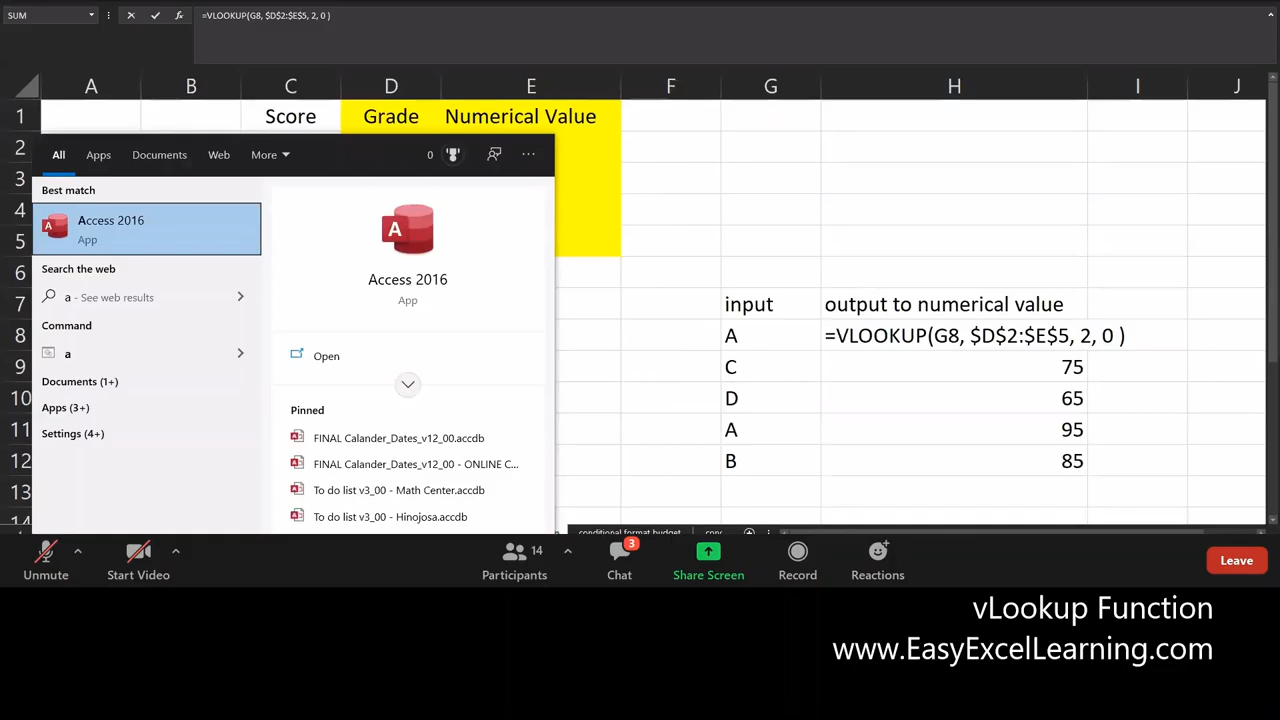 SUM
=VLOOKUP(G8, $D$2:$E$5, 2, 0 )
A B C D E F G H I J
1 Score Grade Numerical Value
2
3
4
5
6
7 input output to numerical value
8 A =VLOOKUP(G8, $D$2:$E$5, 2, 0 )
9 C 75
10 D 65
11 A 95
12 B 85
13
14
All Apps Documents Web More 0 ...
Best match
Access 2016
App
Search the web
a - See web results
Command
a
Documents (1+)
Apps (3+)
Settings (4+)
A
Access 2016
App
Open
Pinned
FINAL Calander_Dates_v12_00.accdb
FINAL Calander_Dates_v12_00 - ONLINE C...
To do list v3_00 - Math Center.accdb
To do list v3_00 - Hinojosa.accdb
conditional format budget
Unmute
Start Video
14
Participants
3
Chat
Share Screen
Record
Reactions
Leave
vLookup Function
www.EasyExcelLearning.com